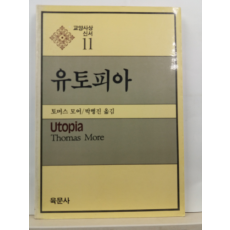 교양사상
신서
11
유토피아
토머스 모어/박병진 옮김
Utopia
Thomas More
육문사